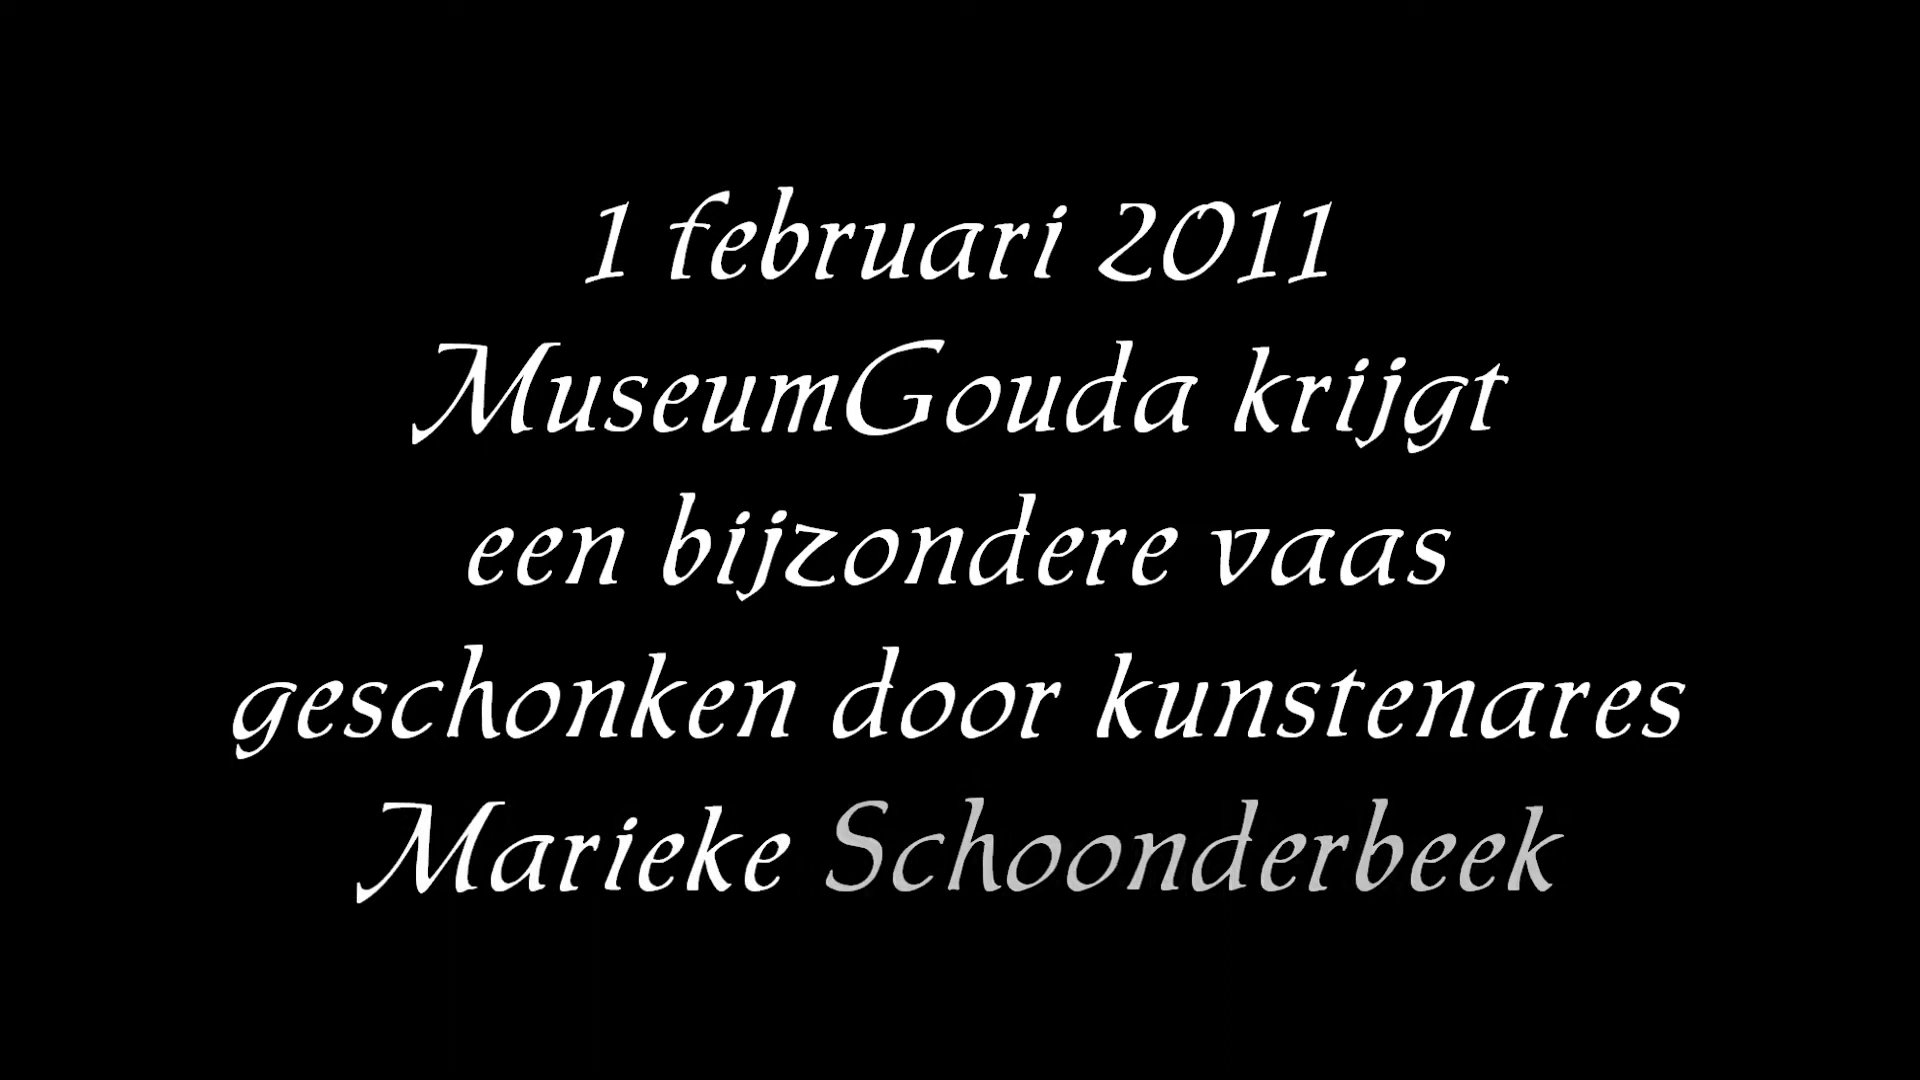 1 februari 2011
MuseumGouda krijgt
een bijzondere vaas
geschonken door kunstenares
Marieke Schoonderbeek